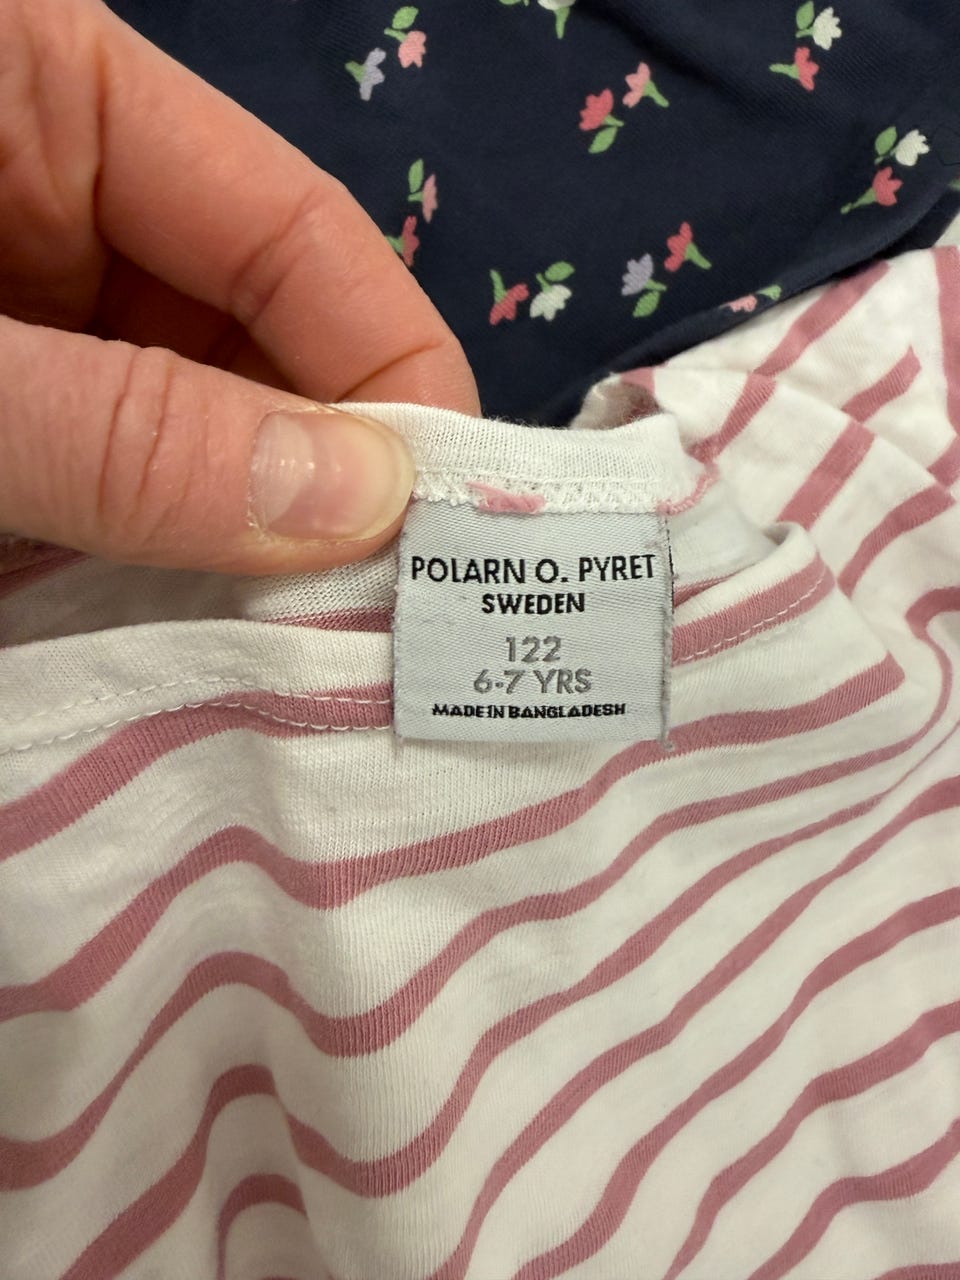 POLARN O. PYRET
SWEDEN
122
6-7 YRS
MADE IN BANGLADESH